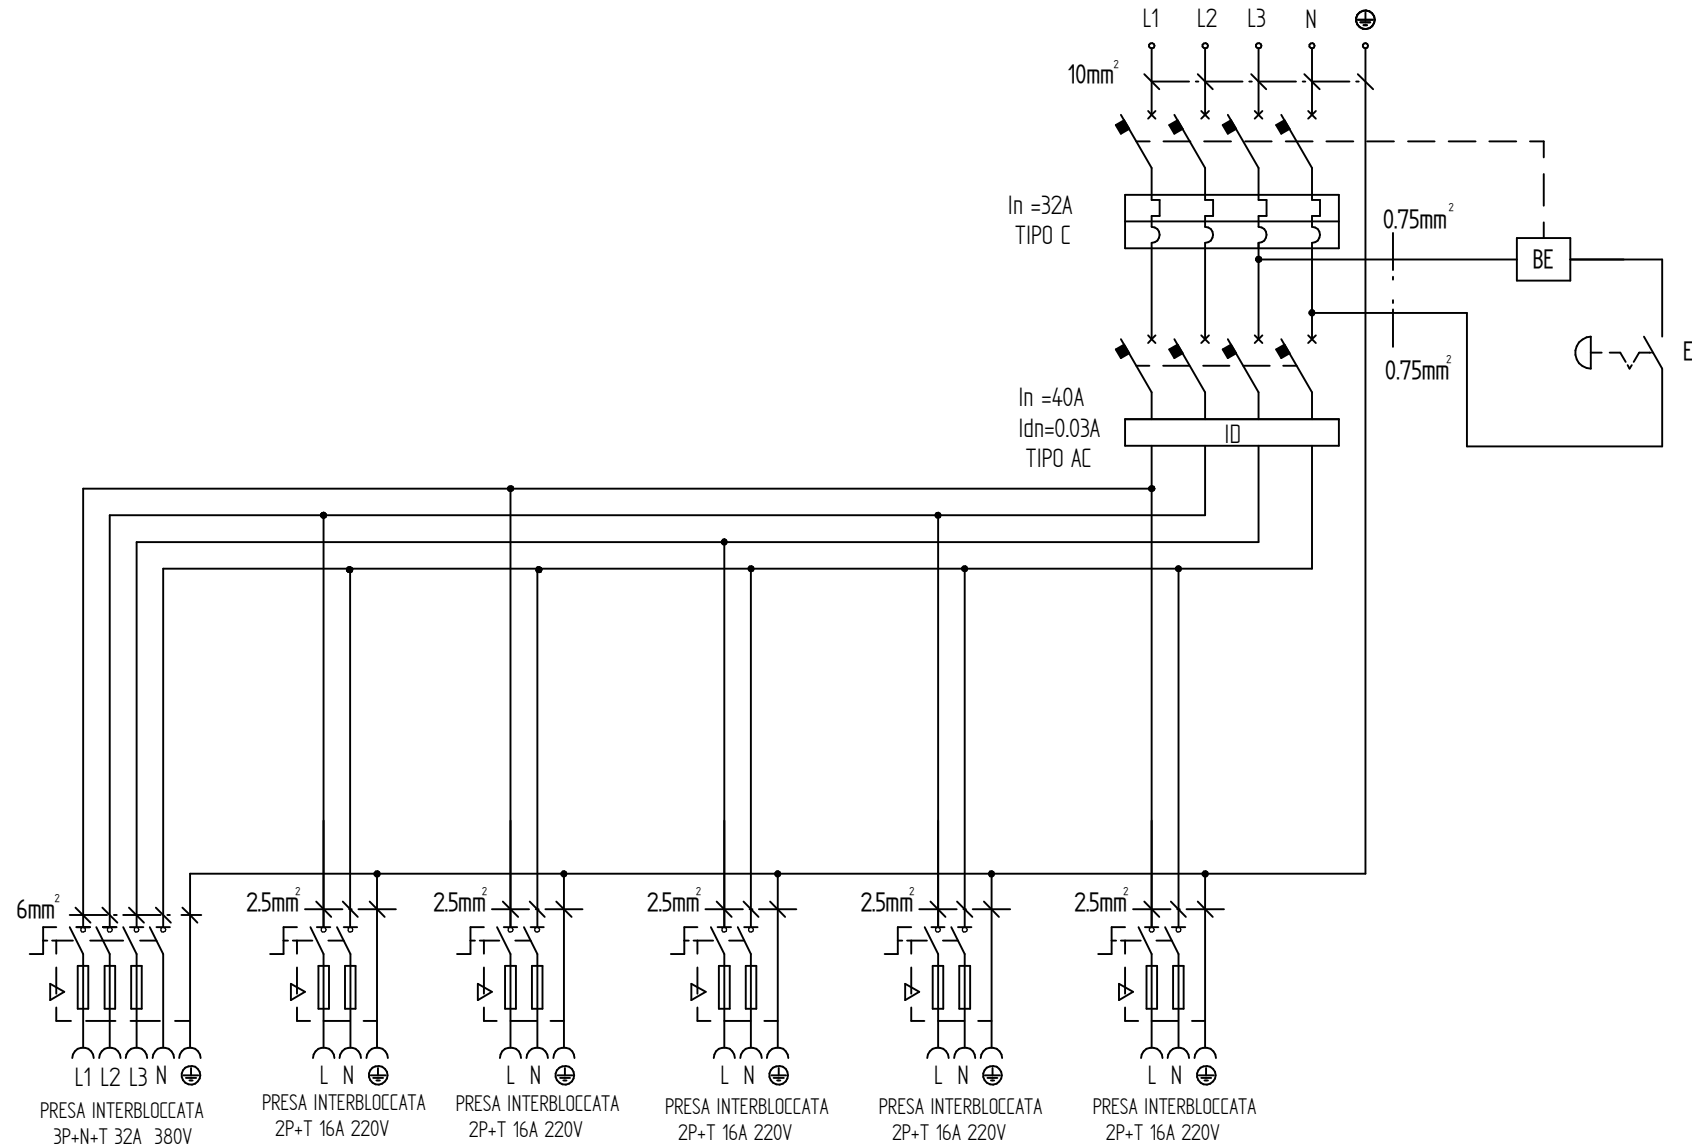 L1 L2 L3 N
10mm²
In =32A
TIPO C
0.75mm²
BE
0.75mm²
E
In =40A
Idn=0.03A
TIPO AC
ID
6mm² 2.5mm² 2.5mm² 2.5mm² 2.5mm² 2.5mm²
L1 L2 L3 N L N L N L N L N L N
PRESA INTERBLOCCATA
3P+N+T 32A 380V
PRESA INTERBLOCCATA
2P+T 16A 220V
PRESA INTERBLOCCATA
2P+T 16A 220V
PRESA INTERBLOCCATA
2P+T 16A 220V
PRESA INTERBLOCCATA
2P+T 16A 220V
PRESA INTERBLOCCATA
2P+T 16A 220V